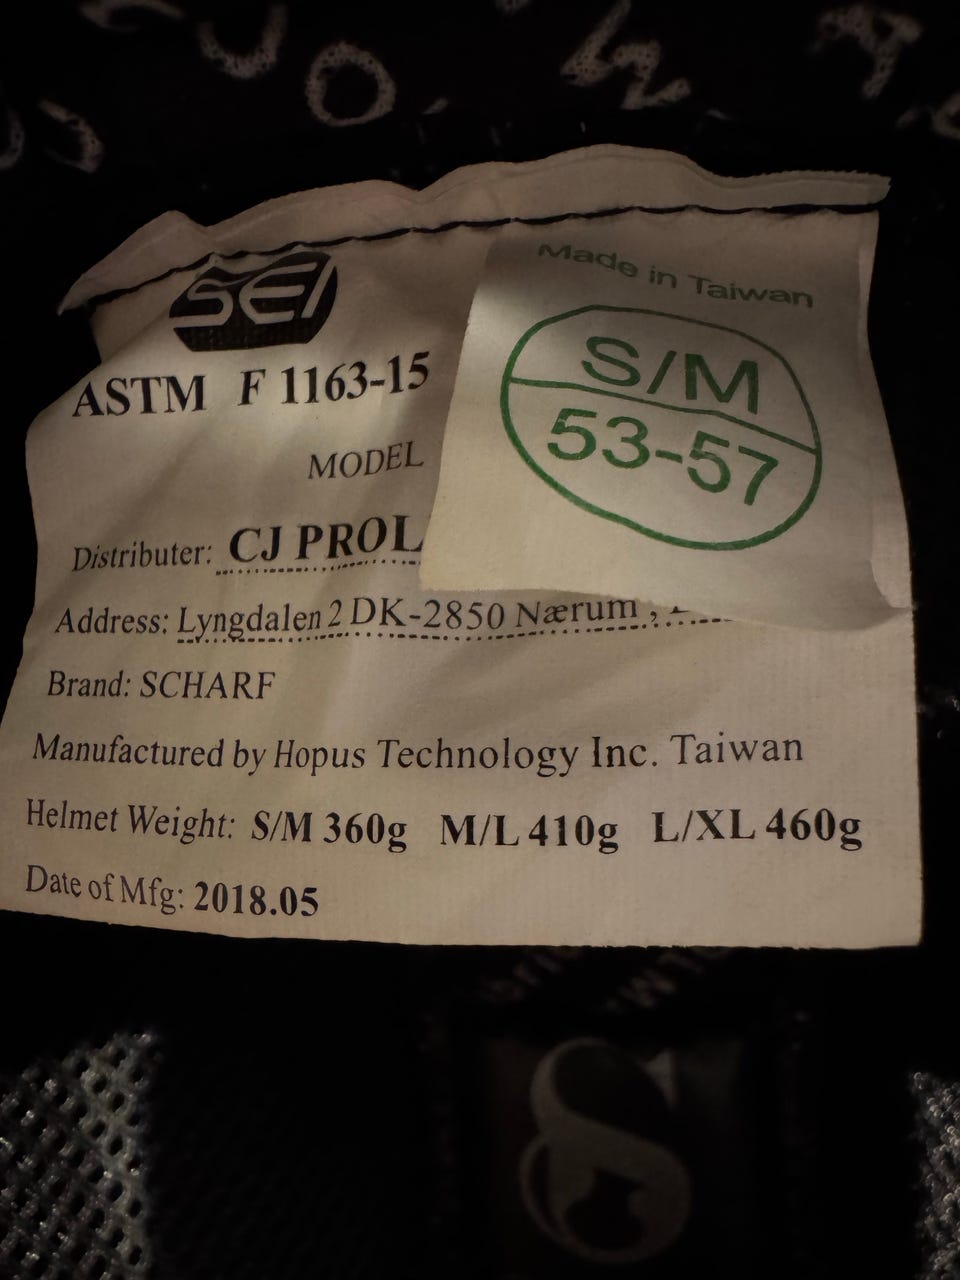 SEI
Made in Taiwan
S/M
53-57
ASTM F 1163-15
MODEL
Distributer: CJ PROL
Address: Lyngdalen 2 DK-2850 Nærum ,
Brand: SCHARF
Manufactured by Hopus Technology Inc. Taiwan
Helmet Weight: S/M 360g M/L 410g L/XL 460g
Date of Mfg: 2018.05
S